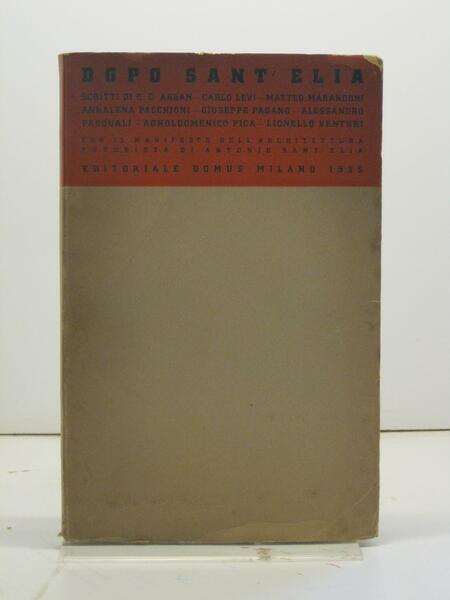 DOPO SANT'ELIA
SCRITTI DI G. C. ARGAN - CARLO LEVI - MATTEO MARANGONI
ANNALENA PACCHIONI - GIUSEPPE PAGANO - ALESSANDRO
PASQUALI - AGNOLDOMENICO PICA - LIONELLO VENTURI
CON IL MANIFESTO DELL'ARCHITETTURA
FUTURISTA DI ANTONIO SANT'ELIA
EDITORIALE DOMUS MILANO 1935